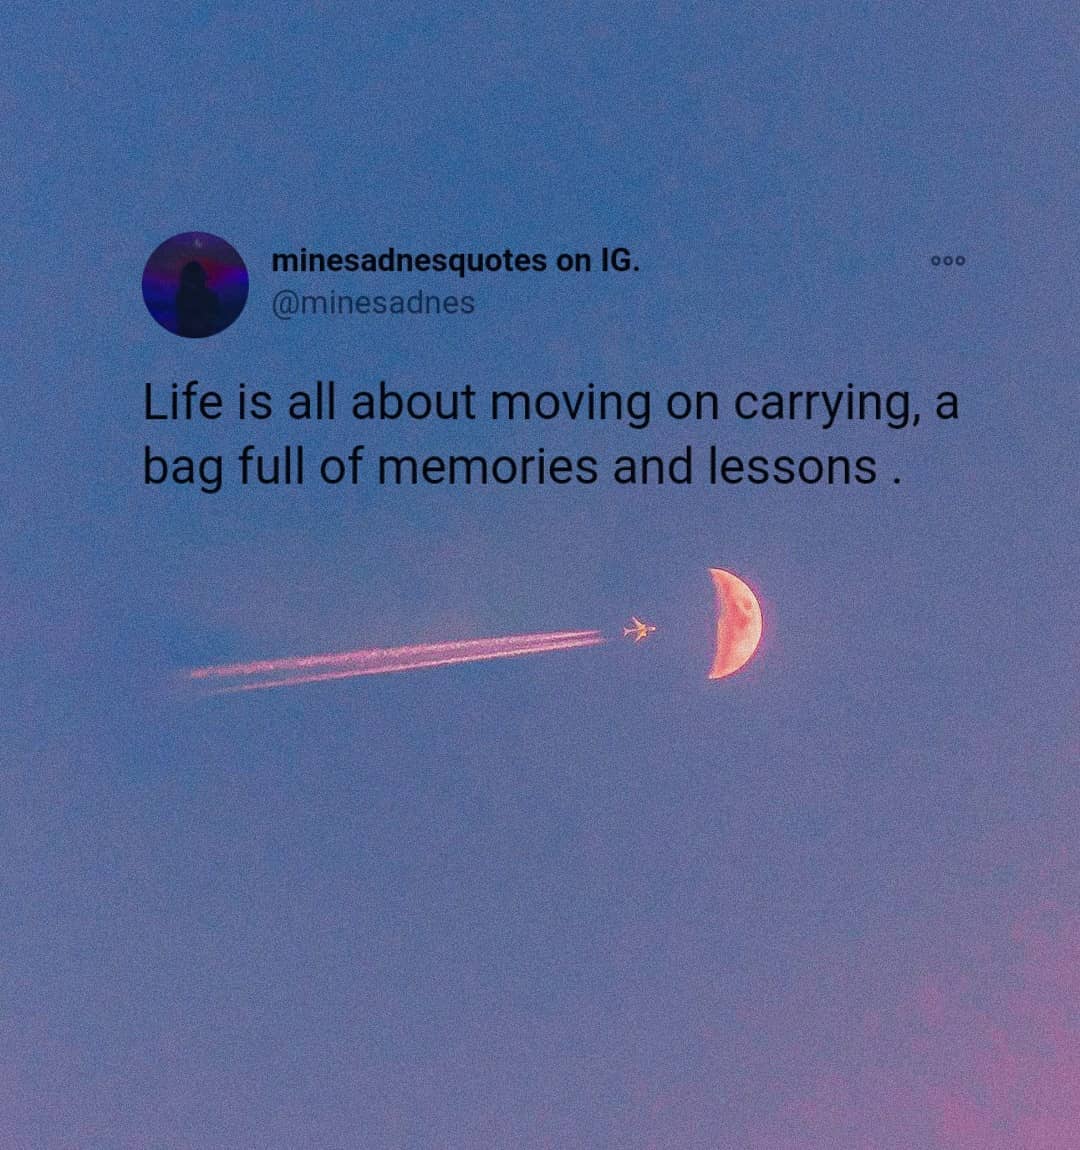 minesadnesquotes on IG.
@minesadnes
Life is all about moving on carrying, a
bag full of memories and lessons .